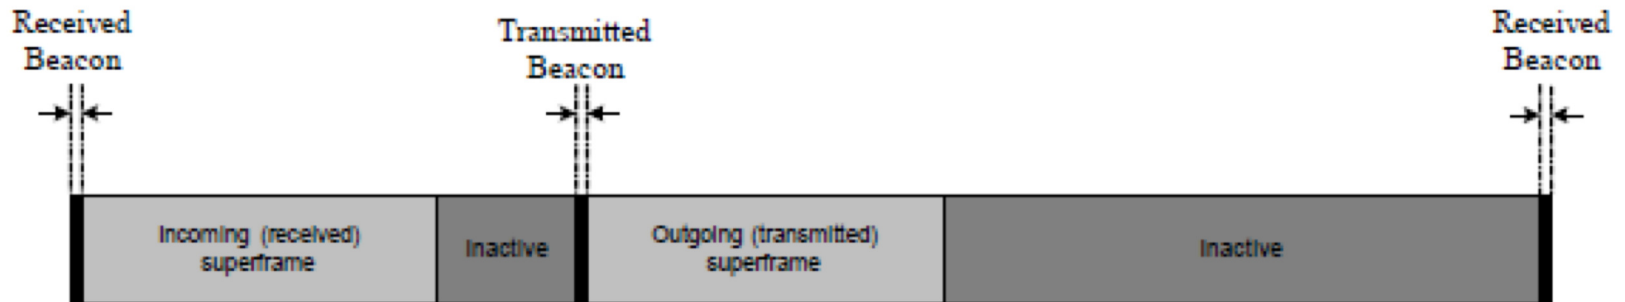 Received
Beacon
Transmitted
Beacon
Received
Beacon
Incoming (received)
superframe
Inactive
Outgoing (transmitted)
superframe
Inactive